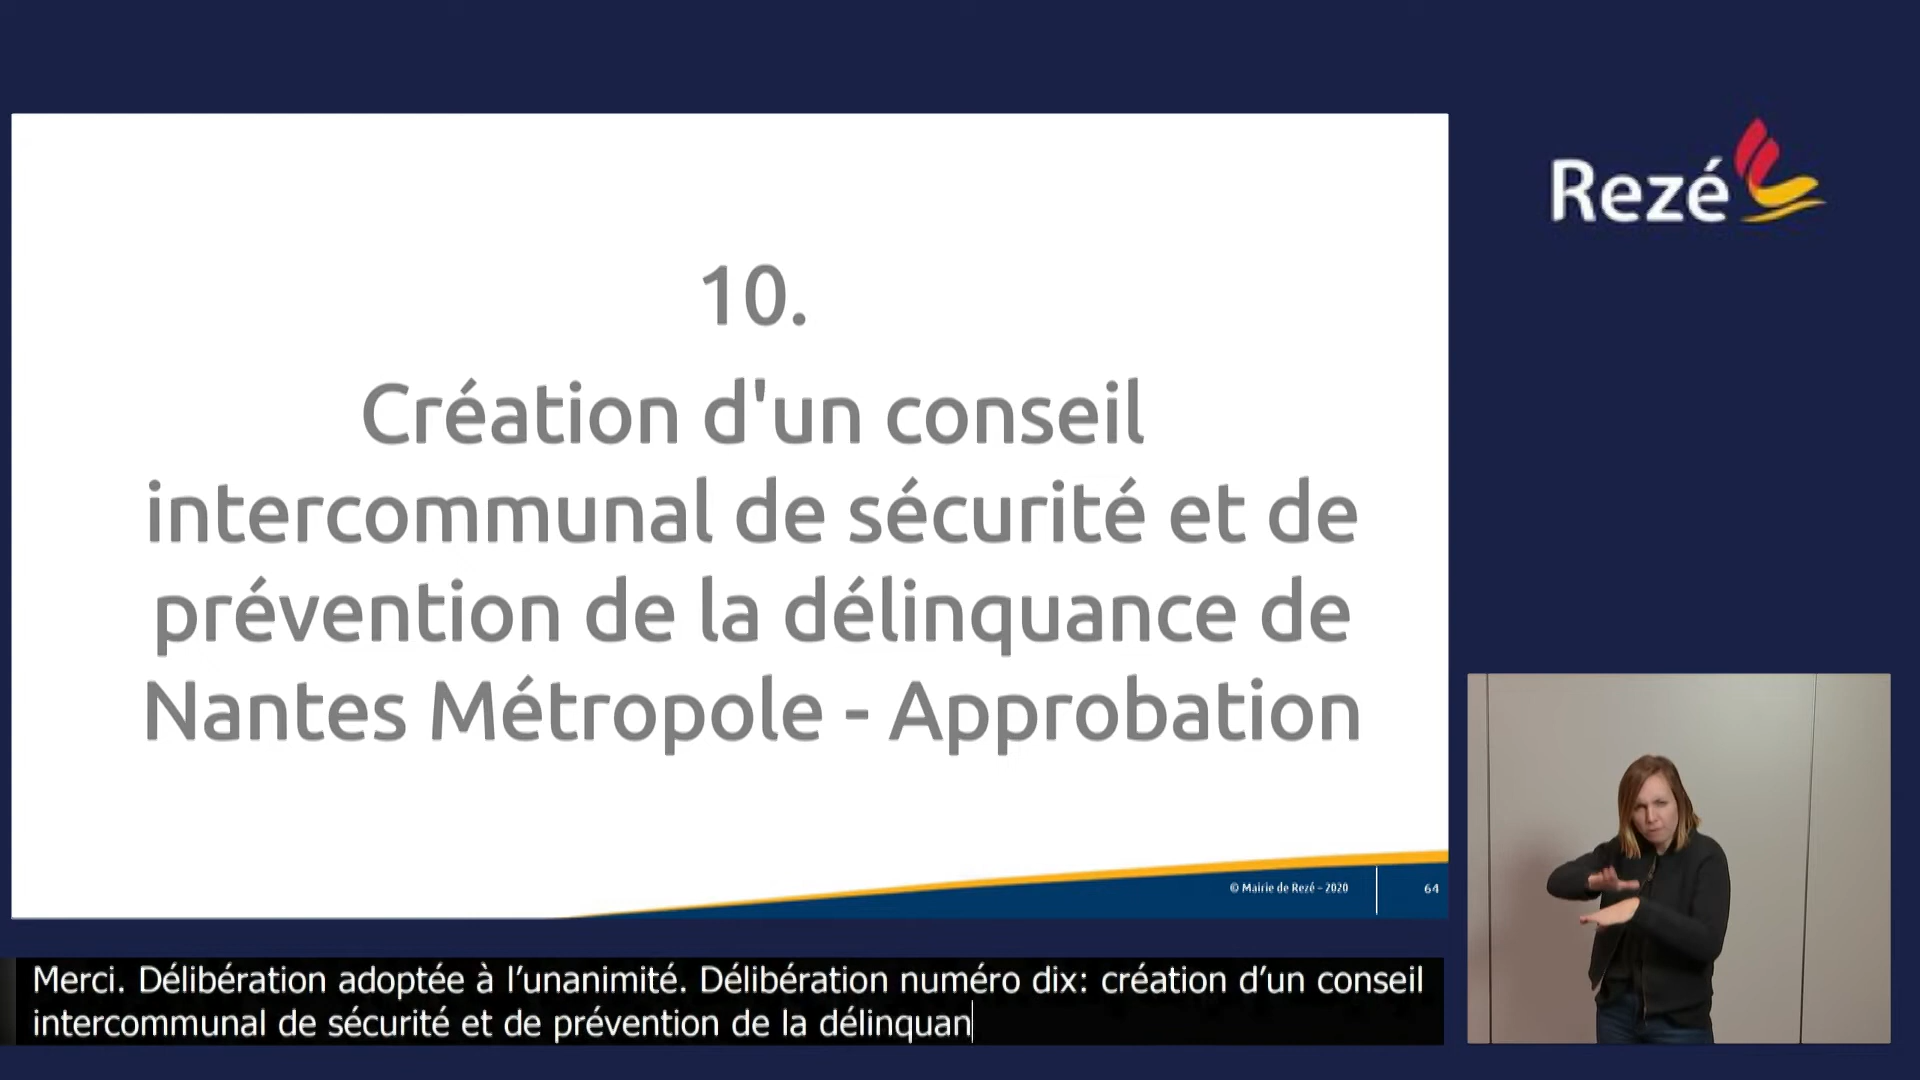 Rezé
10.
Création d'un conseil
intercommunal de sécurité et de
prévention de la délinquance de
Nantes Métropole - Approbation
© Mairie de Rezé - 2020
64
Merci. Délibération adoptée à l’unanimité. Délibération numéro dix: création d’un conseil
intercommunal de sécurité et de prévention de la délinquan